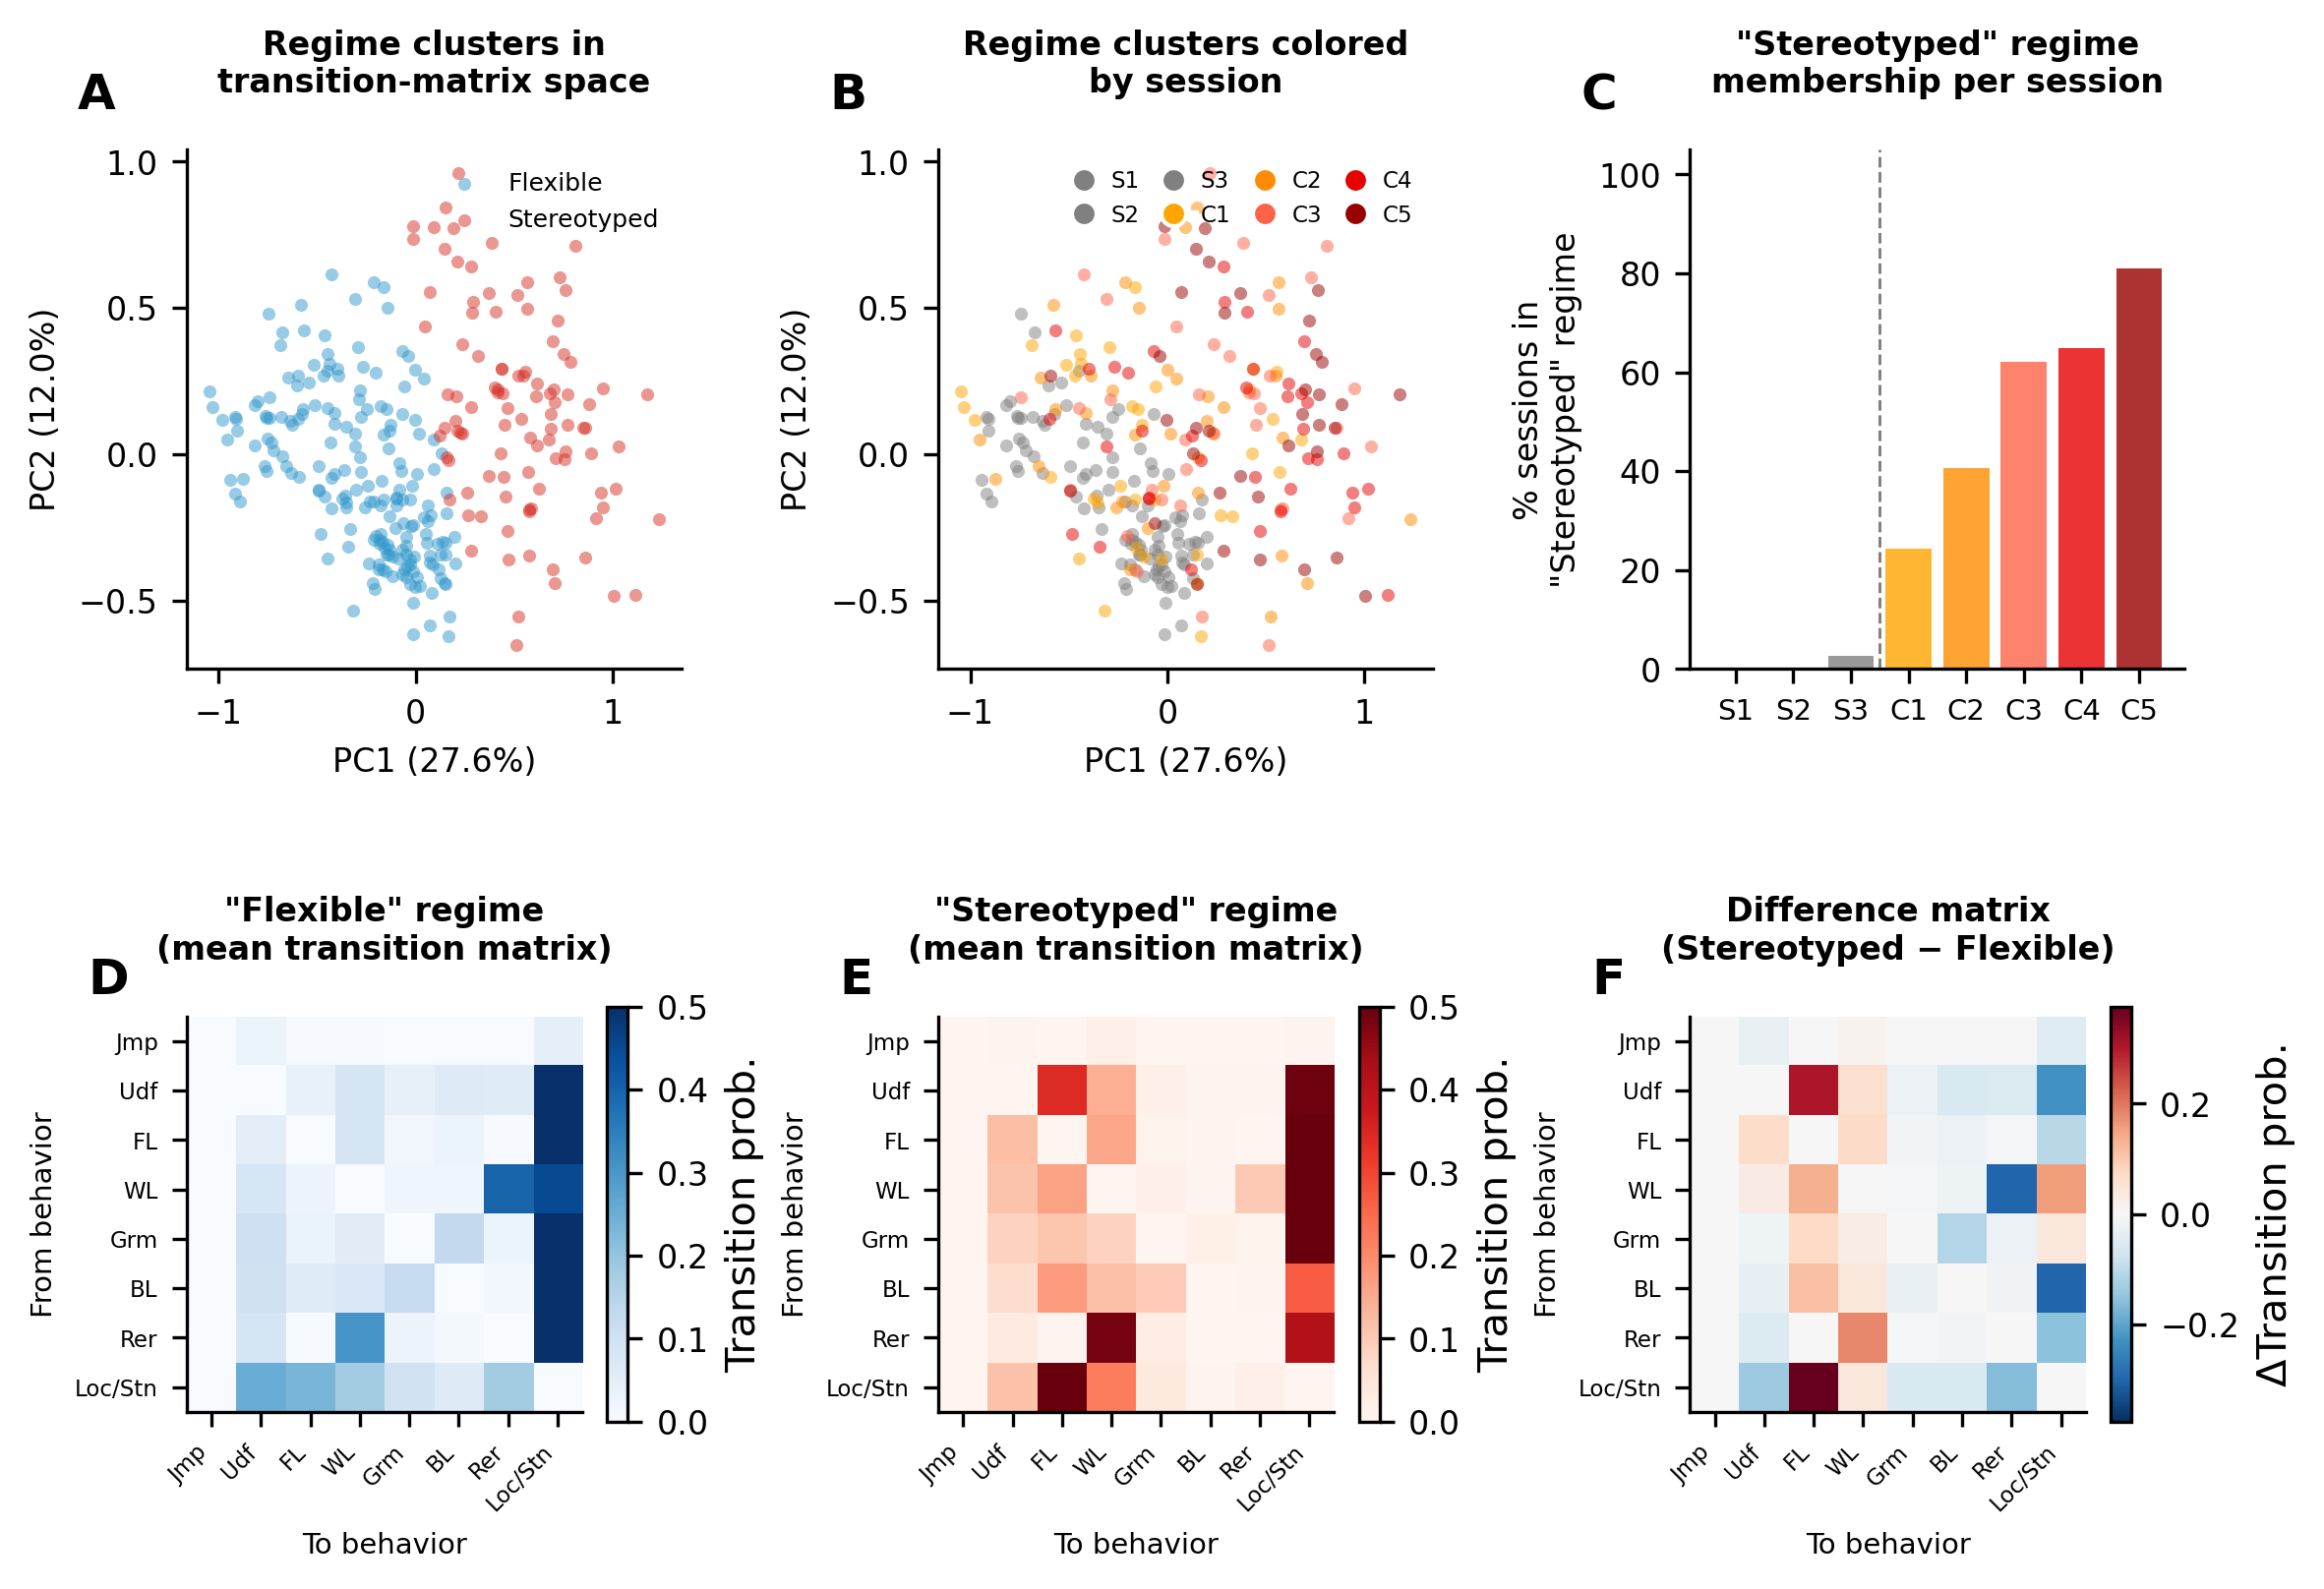 A
Regime clusters in
transition-matrix space
1.0
0.5
0.0
−0.5
PC2 (12.0%)
Flexible
Stereotyped
−1
0
1
PC1 (27.6%)
B
Regime clusters colored
by session
1.0
0.5
0.0
−0.5
PC2 (12.0%)
S1
S3
C2
C4
S2
C1
C3
C5
−1
0
1
PC1 (27.6%)
C
"Stereotyped" regime
membership per session
100
80
60
40
20
0
% sessions in
"Stereotyped" regime
S1
S2
S3
C1
C2
C3
C4
C5
D
"Flexible" regime
(mean transition matrix)
From behavior
Jmp
Udf
FL
WL
Grm
BL
Rer
Loc/Stn
Jmp
Udf
FL
WL
Grm
BL
Rer
Loc/Stn
To behavior
0.5
0.4
0.3
0.2
0.1
0.0
Transition prob.
E
"Stereotyped" regime
(mean transition matrix)
From behavior
Jmp
Udf
FL
WL
Grm
BL
Rer
Loc/Stn
Jmp
Udf
FL
WL
Grm
BL
Rer
Loc/Stn
To behavior
0.5
0.4
0.3
0.2
0.1
0.0
Transition prob.
F
Difference matrix
(Stereotyped − Flexible)
From behavior
Jmp
Udf
FL
WL
Grm
BL
Rer
Loc/Stn
Jmp
Udf
FL
WL
Grm
BL
Rer
Loc/Stn
To behavior
0.2
0.0
−0.2
ΔTransition prob.